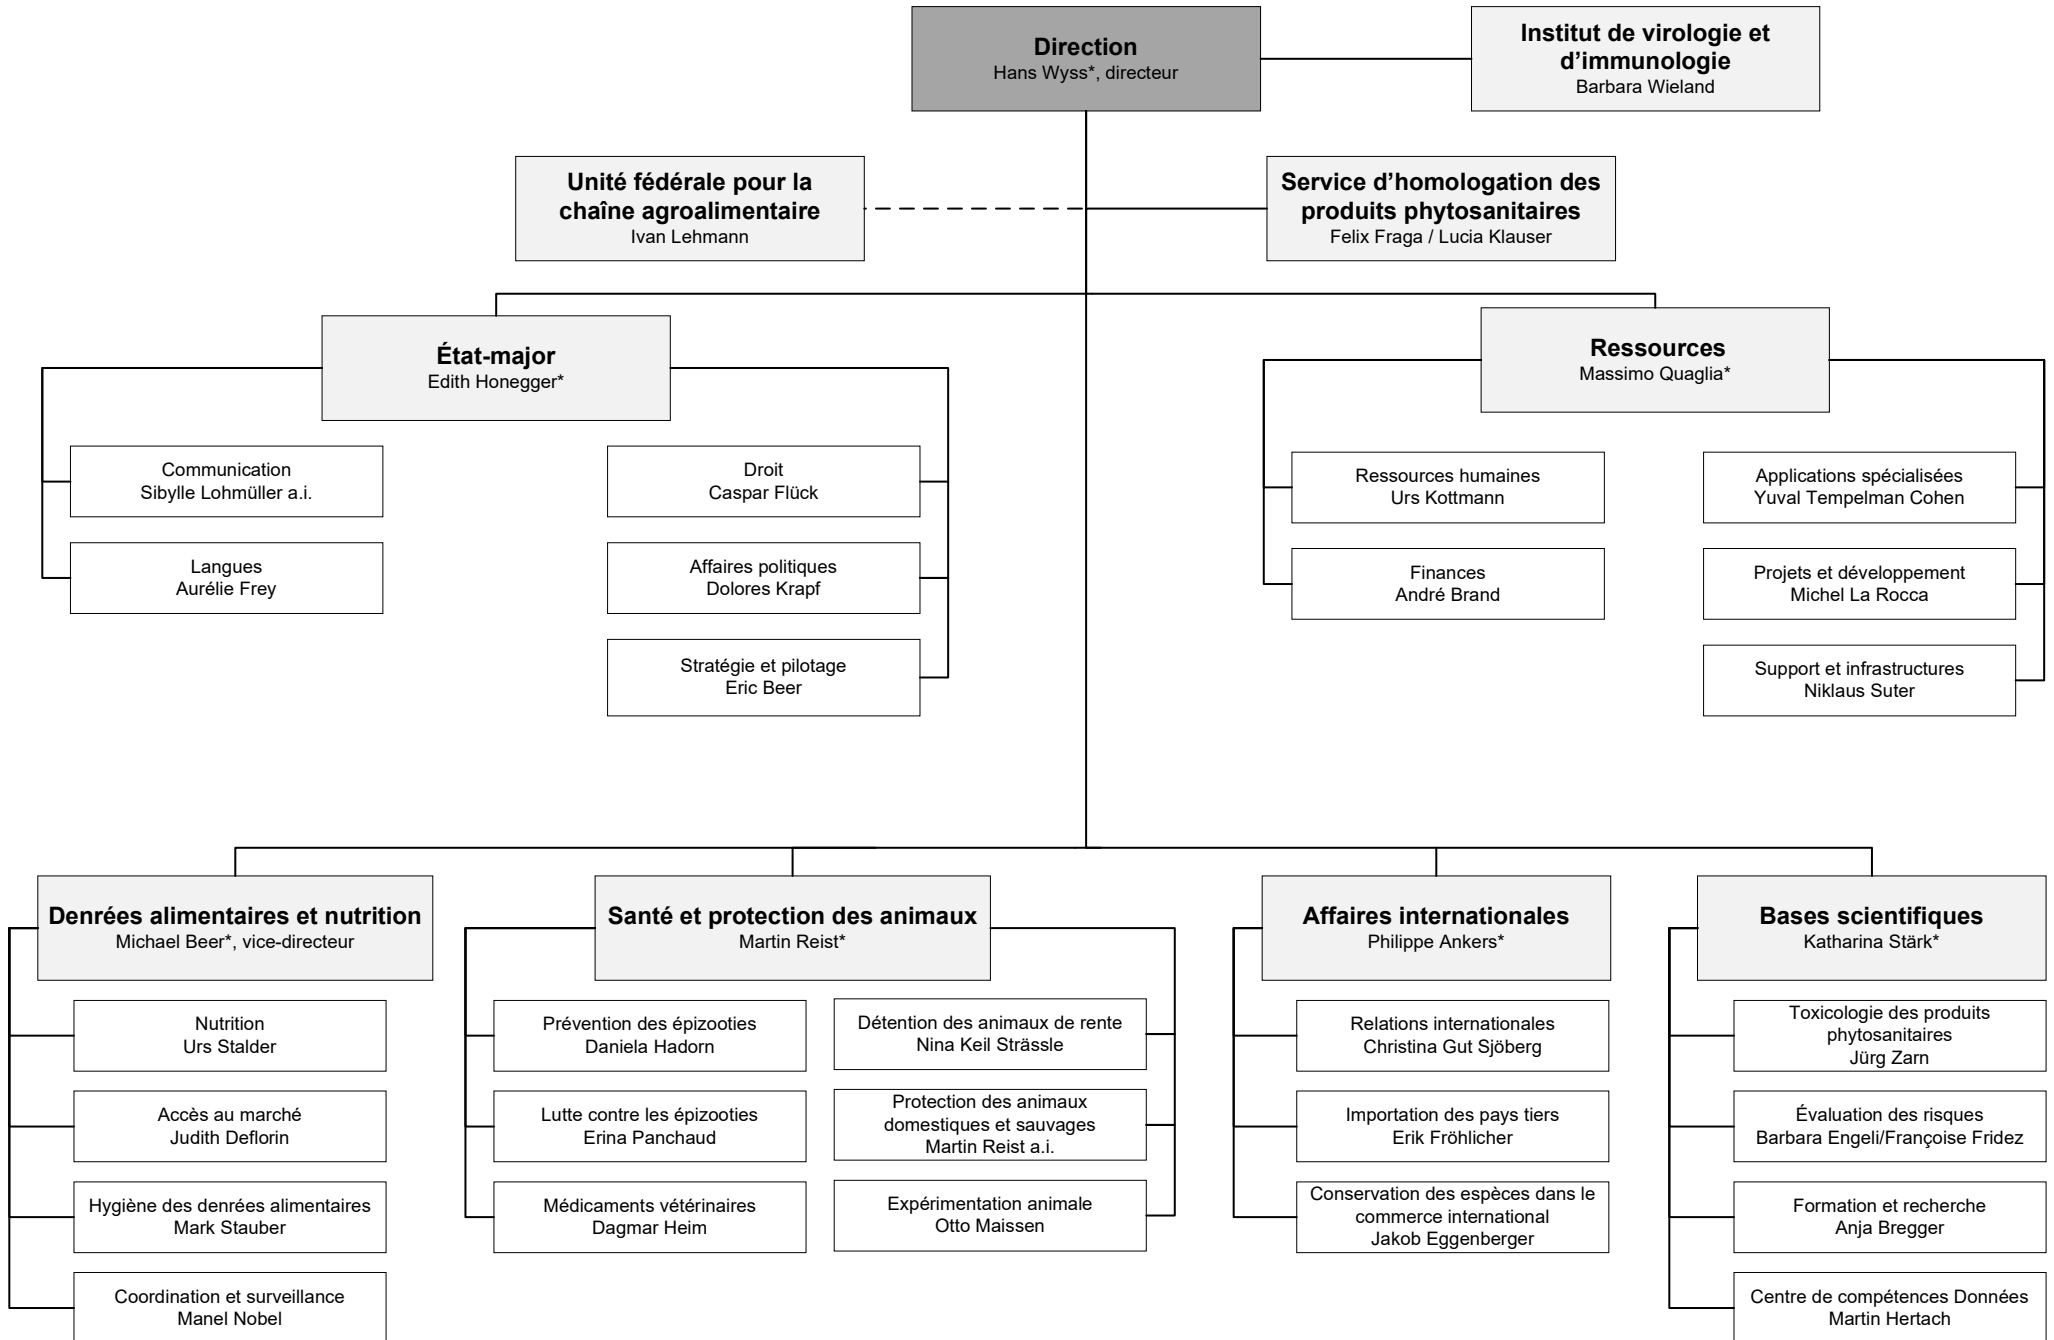 Direction
Hans Wyss*, directeur
Institut de virologie et
d’immunologie
Barbara Wieland
Unité fédérale pour la
chaîne agroalimentaire
Ivan Lehmann
Service d’homologation des
produits phytosanitaires
Felix Fraga / Lucia Klauser
État-major
Edith Honegger*
Communication
Sibylle Lohmüller a.i.
Langues
Aurélie Frey
Droit
Caspar Flück
Affaires politiques
Dolores Krapf
Stratégie et pilotage
Eric Beer
Ressources
Massimo Quaglia*
Ressources humaines
Urs Kottmann
Finances
André Brand
Applications spécialisées
Yuval Tempelman Cohen
Projets et développement
Michel La Rocca
Support et infrastructures
Niklaus Suter
Denrées alimentaires et nutrition
Michael Beer*, vice-directeur
Nutrition
Urs Stalder
Accès au marché
Judith Deflorin
Hygiène des denrées alimentaires
Mark Stauber
Coordination et surveillance
Manel Nobel
Santé et protection des animaux
Martin Reist*
Prévention des épizooties
Daniela Hadorn
Lutte contre les épizooties
Erina Panchaud
Médicaments vétérinaires
Dagmar Heim
Détention des animaux de rente
Nina Keil Strässle
Protection des animaux
domestiques et sauvages
Martin Reist a.i.
Expérimentation animale
Otto Maissen
Affaires internationales
Philippe Ankers*
Relations internationales
Christina Gut Sjöberg
Importation des pays tiers
Erik Fröhlicher
Conservation des espèces dans le
commerce international
Jakob Eggenberger
Bases scientifiques
Katharina Stärk*
Toxicologie des produits
phytosanitaires
Jürg Zarn
Évaluation des risques
Barbara Engeli/Françoise Fridez
Formation et recherche
Anja Bregger
Centre de compétences Données
Martin Hertach